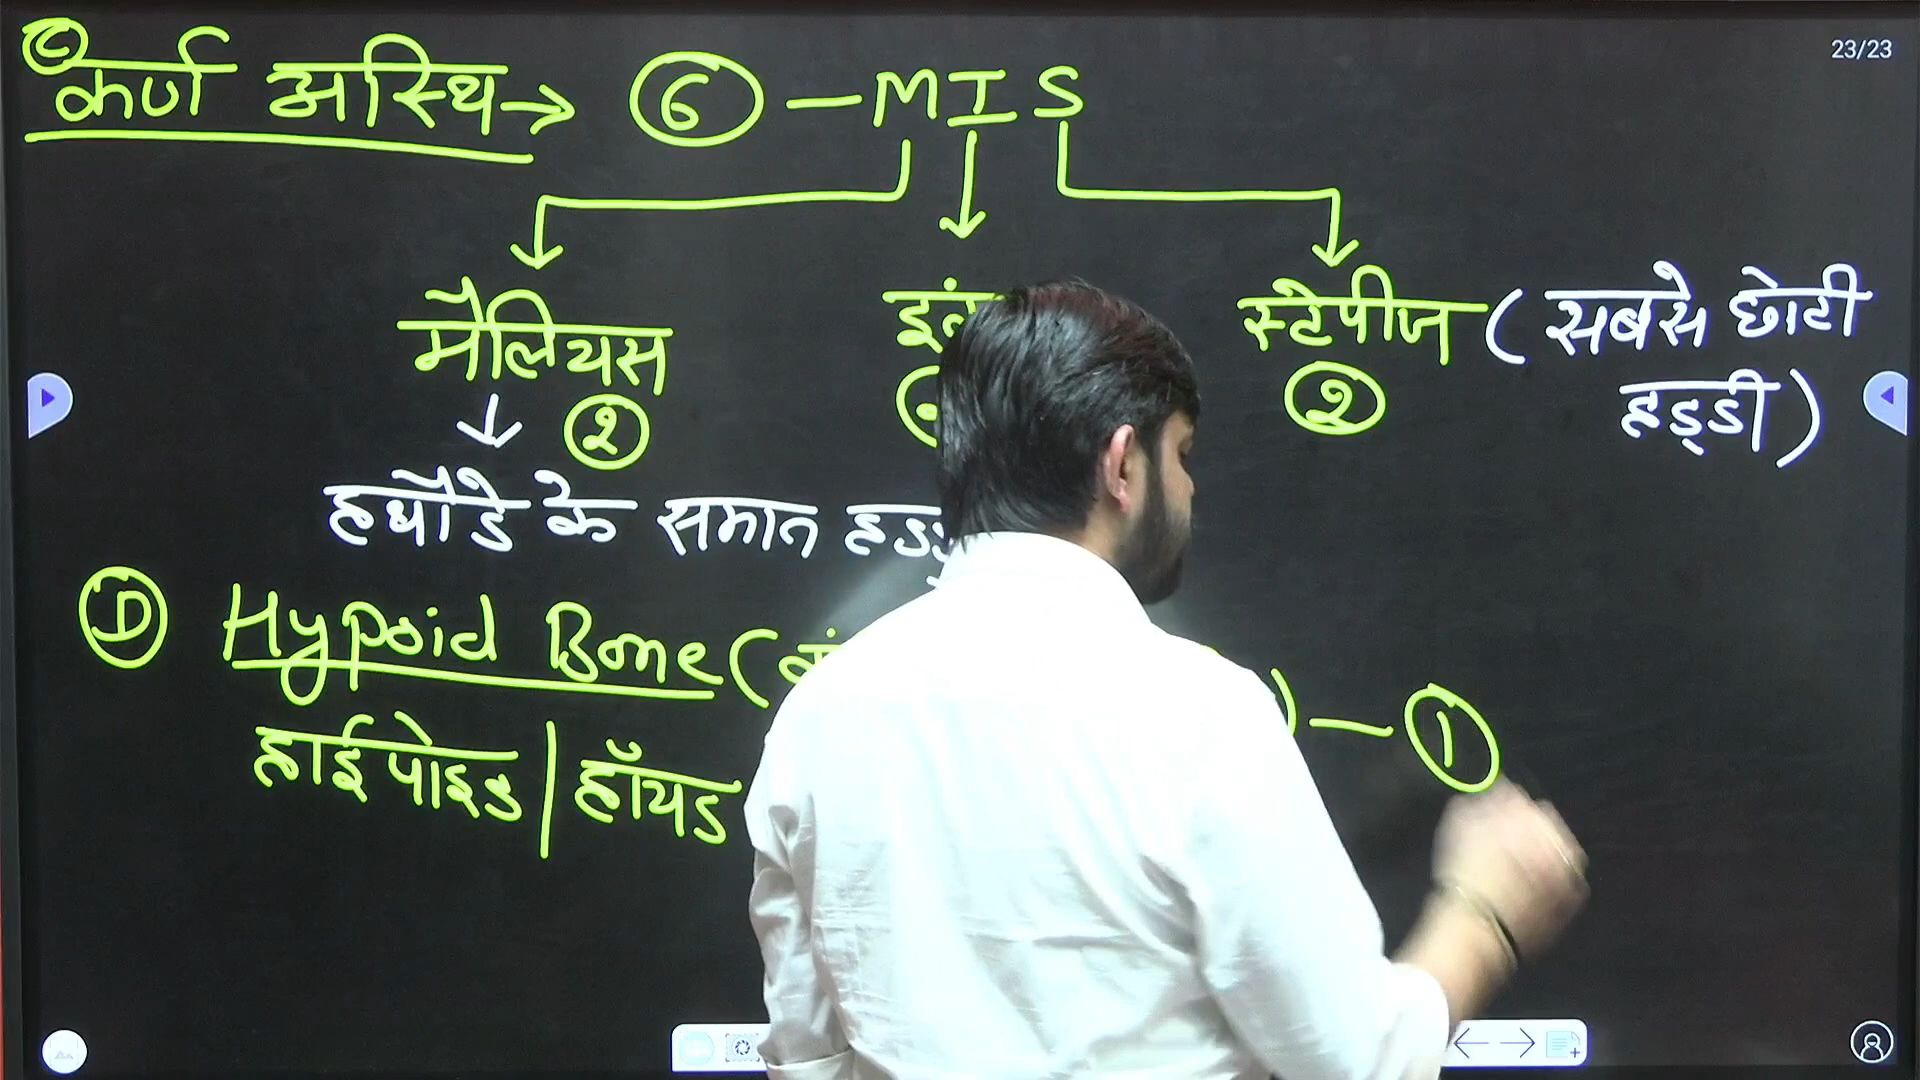 23/23
(C) कर्ण अस्थि → (6) — MIS
मैलियस स्टेपीज (सबसे छोटी
(2) (2) हड्डी)
हथौडे के समान
(D) Hypoid Bone ( ) — (1)
हाईपोइड | हॉयड